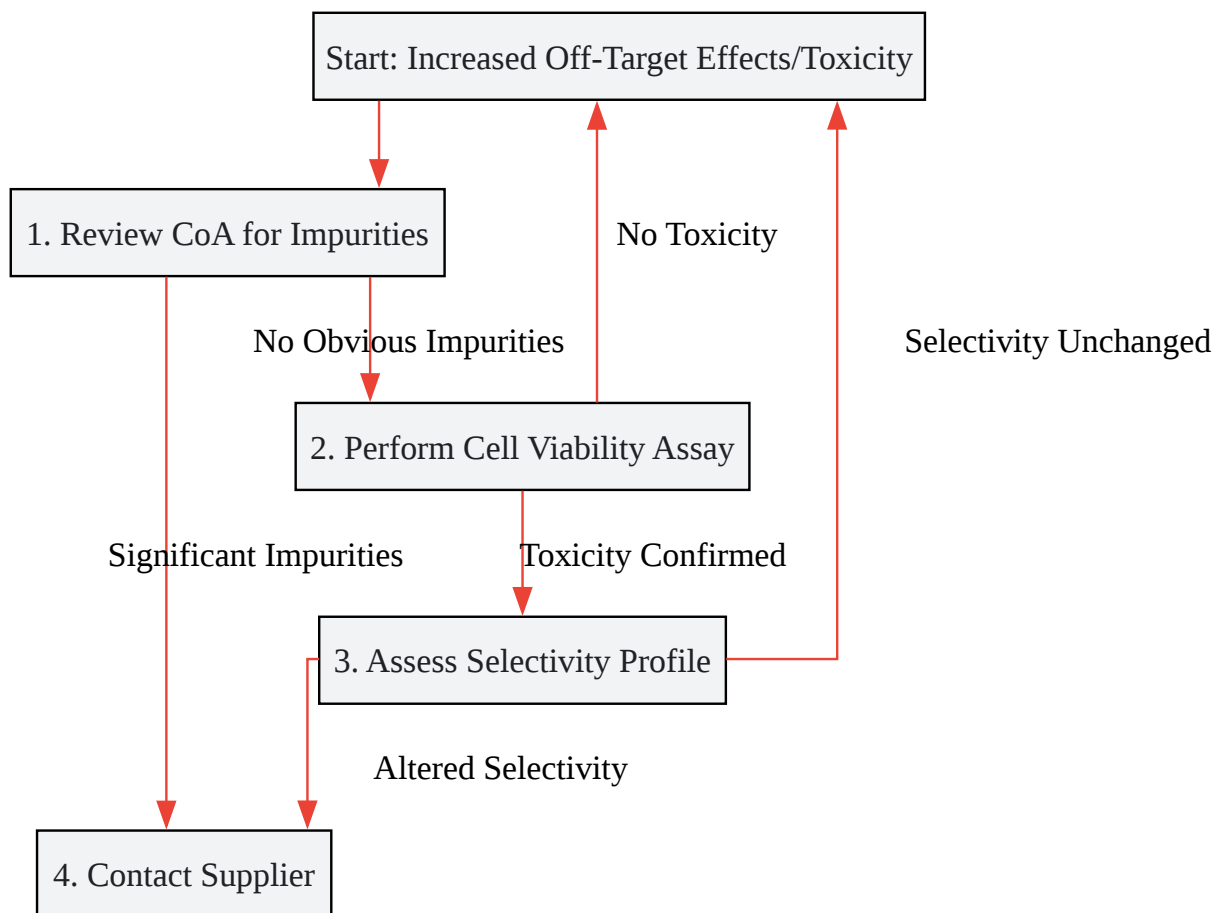 Start: Increased Off-Target Effects/Toxicity
1. Review CoA for Impurities
No Toxicity
No Obvious Impurities
Selectivity Unchanged
2. Perform Cell Viability Assay
Significant Impurities
Toxicity Confirmed
3. Assess Selectivity Profile
Altered Selectivity
4. Contact Supplier